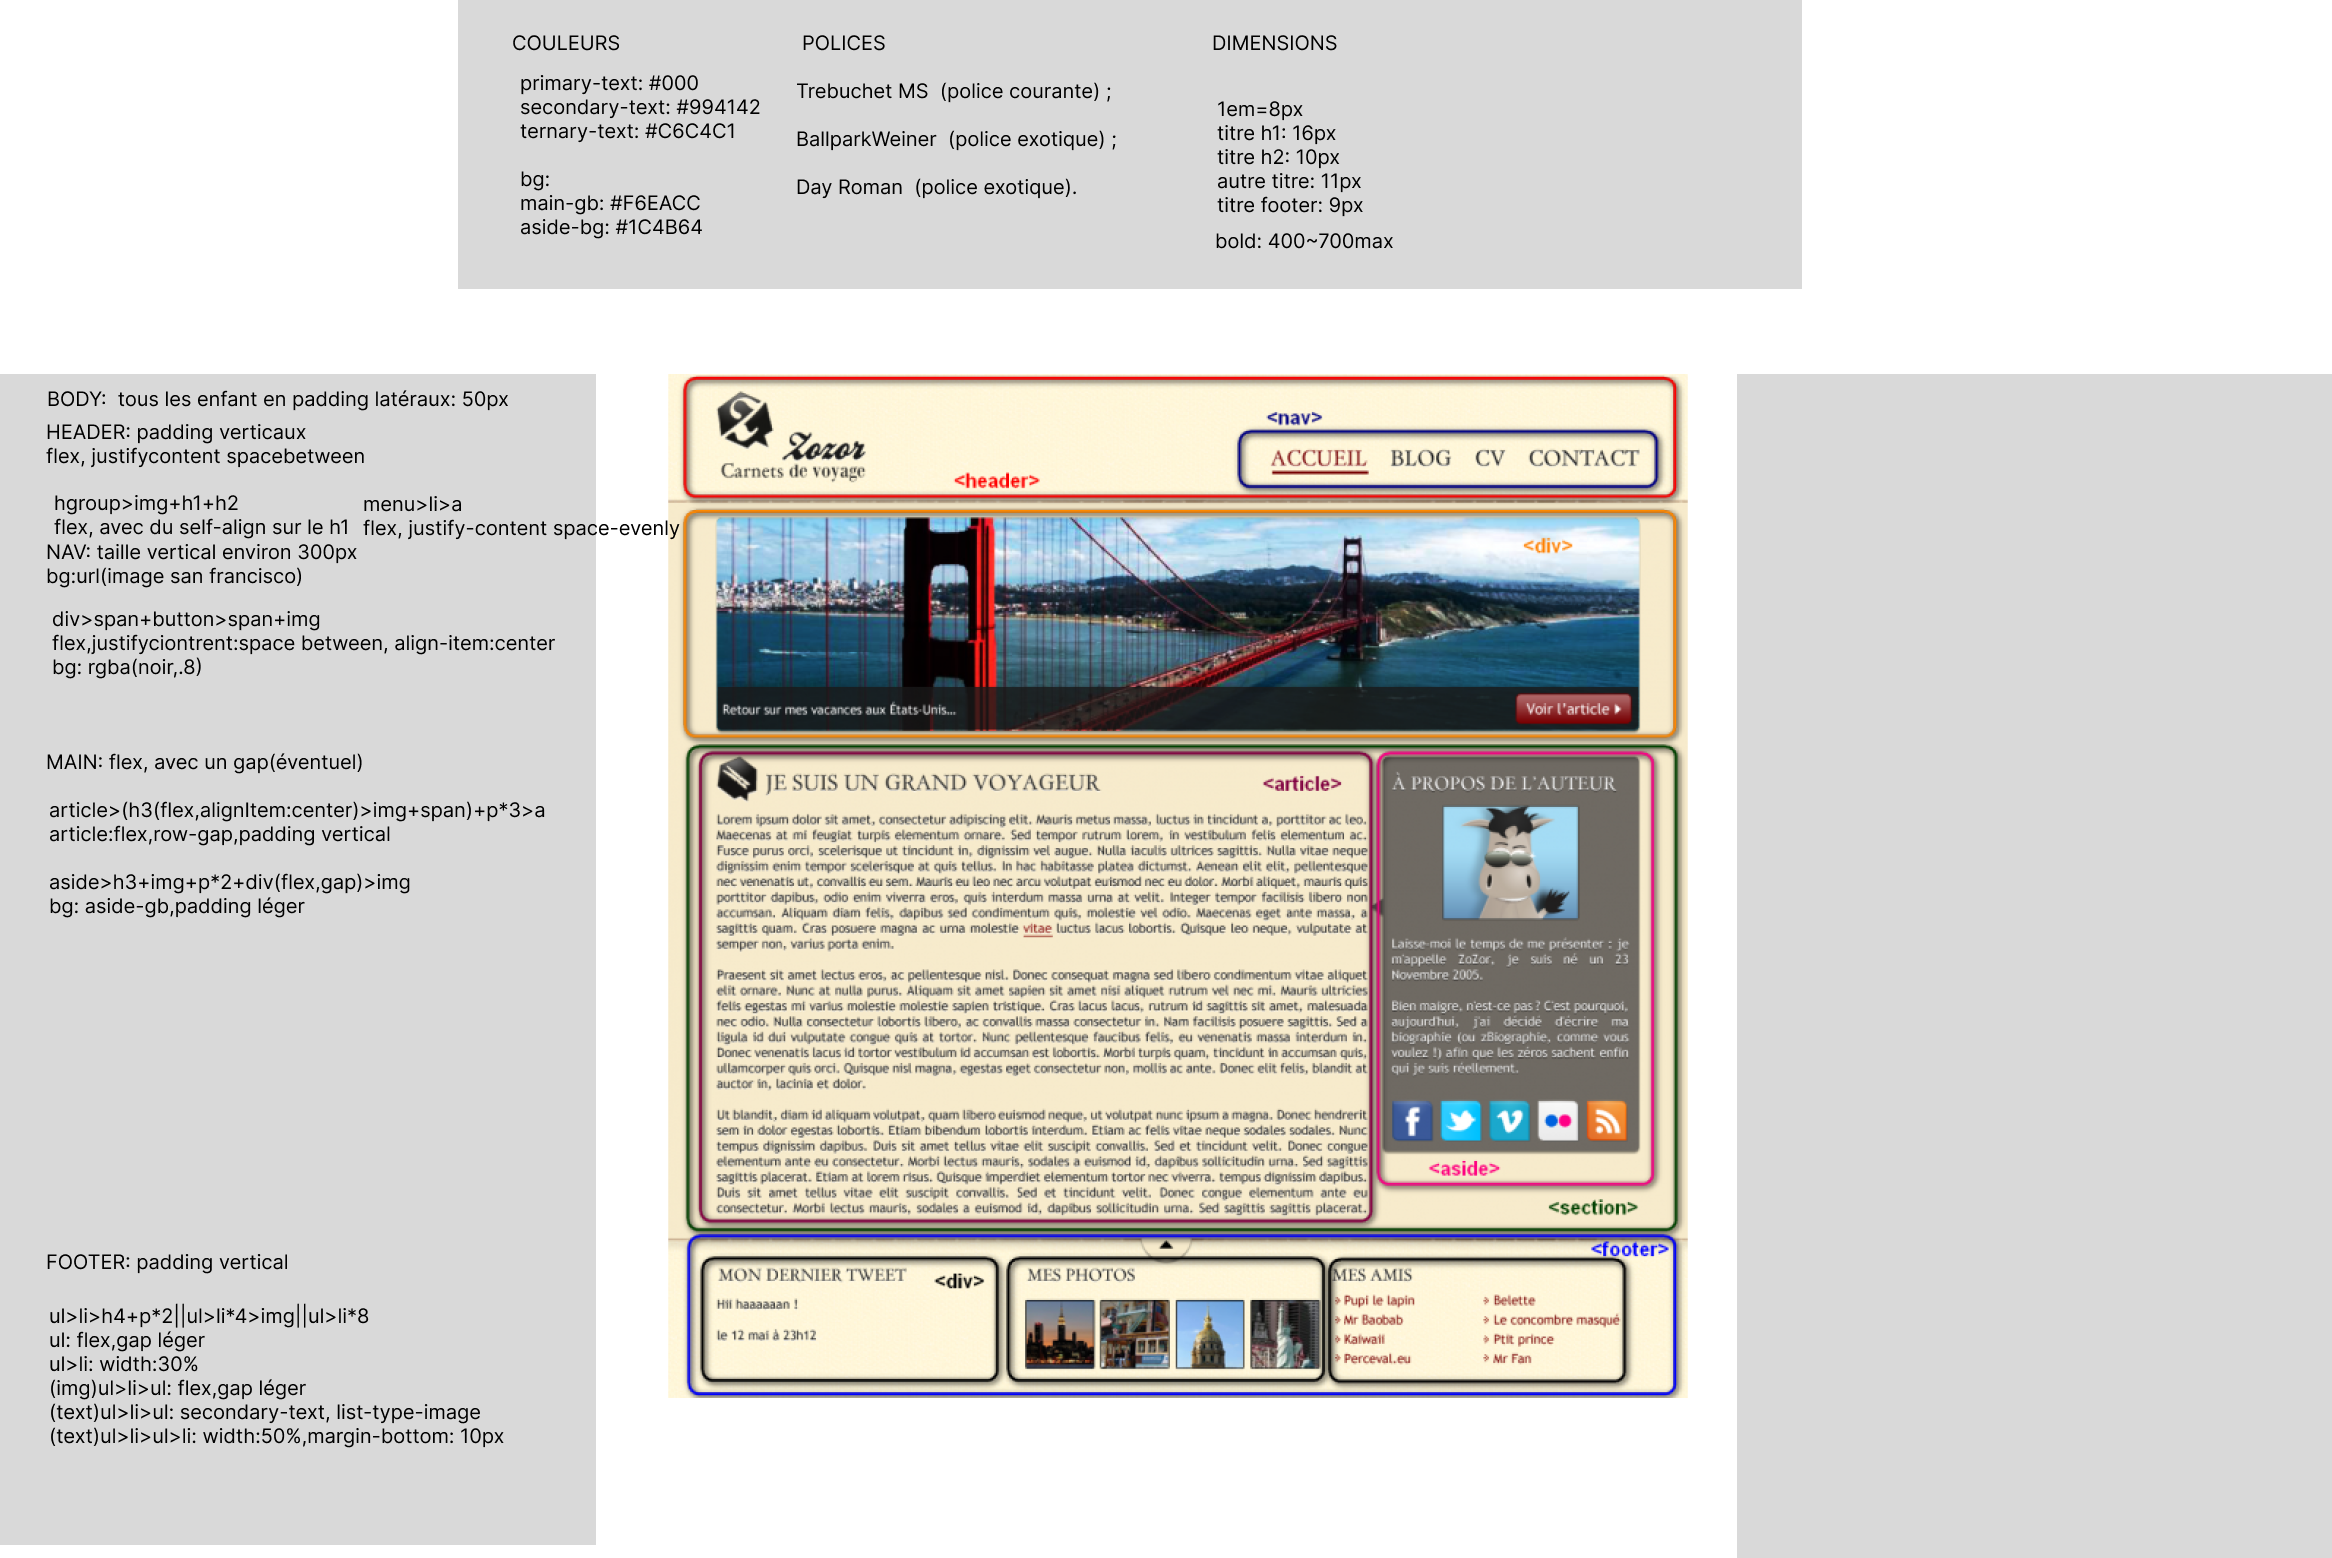 COULEURS
primary-text: #000
secondary-text: #994142
ternary-text: #C6C4C1
bg:
main-gb: #F6EACC
aside-bg: #1C4B64
POLICES
Trebuchet MS  (police courante) ;
BallparkWeiner  (police exotique) ;
Day Roman  (police exotique).
DIMENSIONS
1em=8px
titre h1: 16px
titre h2: 10px
autre titre: 11px
titre footer: 9px
bold: 400~700max
BODY:  tous les enfant en padding latéraux: 50px
HEADER: padding verticaux
flex, justifycontent spacebetween
hgroup>img+h1+h2
flex, avec du self-align sur le h1
menu>li>a
flex, justify-content space-evenly
NAV: taille vertical environ 300px
bg:url(image san francisco)
div>span+button>span+img
flex,justifyciontrent:space between, align-item:center
bg: rgba(noir,.8)
MAIN: flex, avec un gap(éventuel)
article>(h3(flex,alignItem:center)>img+span)+p*3>a
article:flex,row-gap,padding vertical
aside>h3+img+p*2+div(flex,gap)>img
bg: aside-gb,padding léger
FOOTER: padding vertical
ul>li>h4+p*2||ul>li*4>img||ul>li*8
ul: flex,gap léger
ul>li: width:30%
(img)ul>li>ul: flex,gap léger
(text)ul>li>ul: secondary-text, list-type-image
(text)ul>li>ul>li: width:50%,margin-bottom: 10px
Zozor
Carnets de voyage
<header>
<nav>
ACCUEIL BLOG CV CONTACT
<div>
Retour sur mes vacances aux États-Unis...
Voir l'article
JE SUIS UN GRAND VOYAGEUR
<article>
Lorem ipsum dolor sit amet, consectetur adipiscing elit. Mauris metus massa, luctus in tincidunt a, porttitor ac leo.
Maecenas at mi feugiat turpis elementum ornare. Sed tempor rutrum lorem, in vestibulum felis elementum ac.
Fusce purus orci, scelerisque ut tincidunt in, dignissim vel augue. Nulla iaculis ultrices sagittis. Nulla vitae neque
dignissim enim tempor scelerisque at quis tellus. In hac habitasse platea dictumst. Aenean elit elit, pellentesque
nec venenatis ut, convallis eu sem. Mauris eu leo nec arcu volutpat euismod nec eu dolor. Morbi aliquet, mauris quis
porttitor dapibus, odio enim viverra eros, quis interdum massa urna at velit. Integer tempor facilisis libero non
accumsan. Aliquam diam felis, dapibus sed condimentum quis, molestie vel odio. Maecenas eget ante massa, a
sagittis quam. Cras posuere magna ac urna molestie vitae luctus lacus lobortis. Quisque leo neque, vulputate at
semper non, varius porta enim.
Praesent sit amet lectus eros, ac pellentesque nisl. Donec consequat magna sed libero condimentum vitae aliquet
elit ornare. Nunc at nulla purus. Aliquam sit amet sapien sit amet nisi aliquet rutrum vel nec mi. Mauris ultricies
felis egestas mi varius molestie molestie sapien tristique. Cras lacus lacus, rutrum id sagittis sit amet, malesuada
nec odio. Nulla consectetur lobortis libero, ac convallis massa consectetur in. Nam facilisis posuere sagittis. Sed a
ligula id dui vulputate congue quis at tortor. Nunc pellentesque faucibus felis, eu venenatis massa interdum in.
Donec venenatis lacus id tortor vestibulum id accumsan est lobortis. Morbi turpis quam, tincidunt in accumsan quis,
ullamcorper quis orci. Quisque nisl magna, egestas eget consectetur non, mollis ac ante. Donec elit felis, blandit at
auctor in, lacinia et dolor.
Ut blandit, diam id aliquam volutpat, quam libero euismod neque, ut volutpat nunc ipsum a magna. Donec hendrerit
sem in dolor egestas lobortis. Etiam bibendum lobortis interdum. Etiam ac felis vitae neque sodales sodales. Nunc
tempus dignissim dapibus. Duis sit amet tellus vitae elit suscipit convallis. Sed et tincidunt velit. Donec congue
elementum ante eu consectetur. Morbi lectus mauris, sodales a euismod id, dapibus sollicitudin urna. Sed sagittis
sagittis placerat. Etiam at lorem risus. Quisque imperdiet elementum tortor nec viverra. tempus dignissim dapibus.
Duis sit amet tellus vitae elit suscipit convallis. Sed et tincidunt velit. Donec congue elementum ante eu
consectetur. Morbi lectus mauris, sodales a euismod id, dapibus sollicitudin urna. Sed sagittis sagittis placerat.
À PROPOS DE L'AUTEUR
Laisse-moi le temps de me présenter : je
m'appelle ZoZor, je suis né un 23
Novembre 2005.
Bien maigre, n'est-ce pas ? C'est pourquoi,
aujourd'hui, j'ai décidé d'écrire ma
biographie (ou zBiographie, comme vous
voulez !) afin que les zéros sachent enfin
qui je suis réellement.
<aside>
<section>
<footer>
MON DERNIER TWEET
<div>
Hii haaaaaan !
le 12 mai à 23h12
MES PHOTOS
MES AMIS
Pupi le lapin
Mr Baobab
Kaiwaii
Perceval.eu
Belette
Le concombre masqué
Ptit prince
Mr Fan